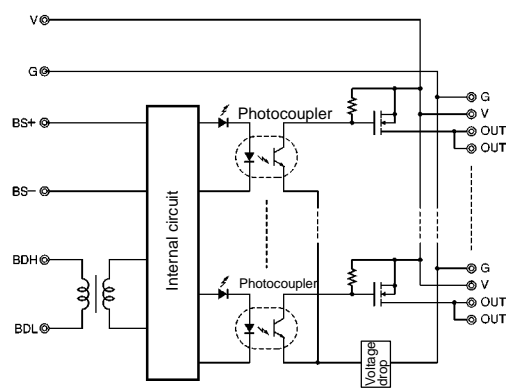 V
G
BS+
BS−
BDH
BDL
Internal circuit
Photocoupler
Photocoupler
Voltage
drop
G
V
OUT
OUT
G
V
OUT
OUT